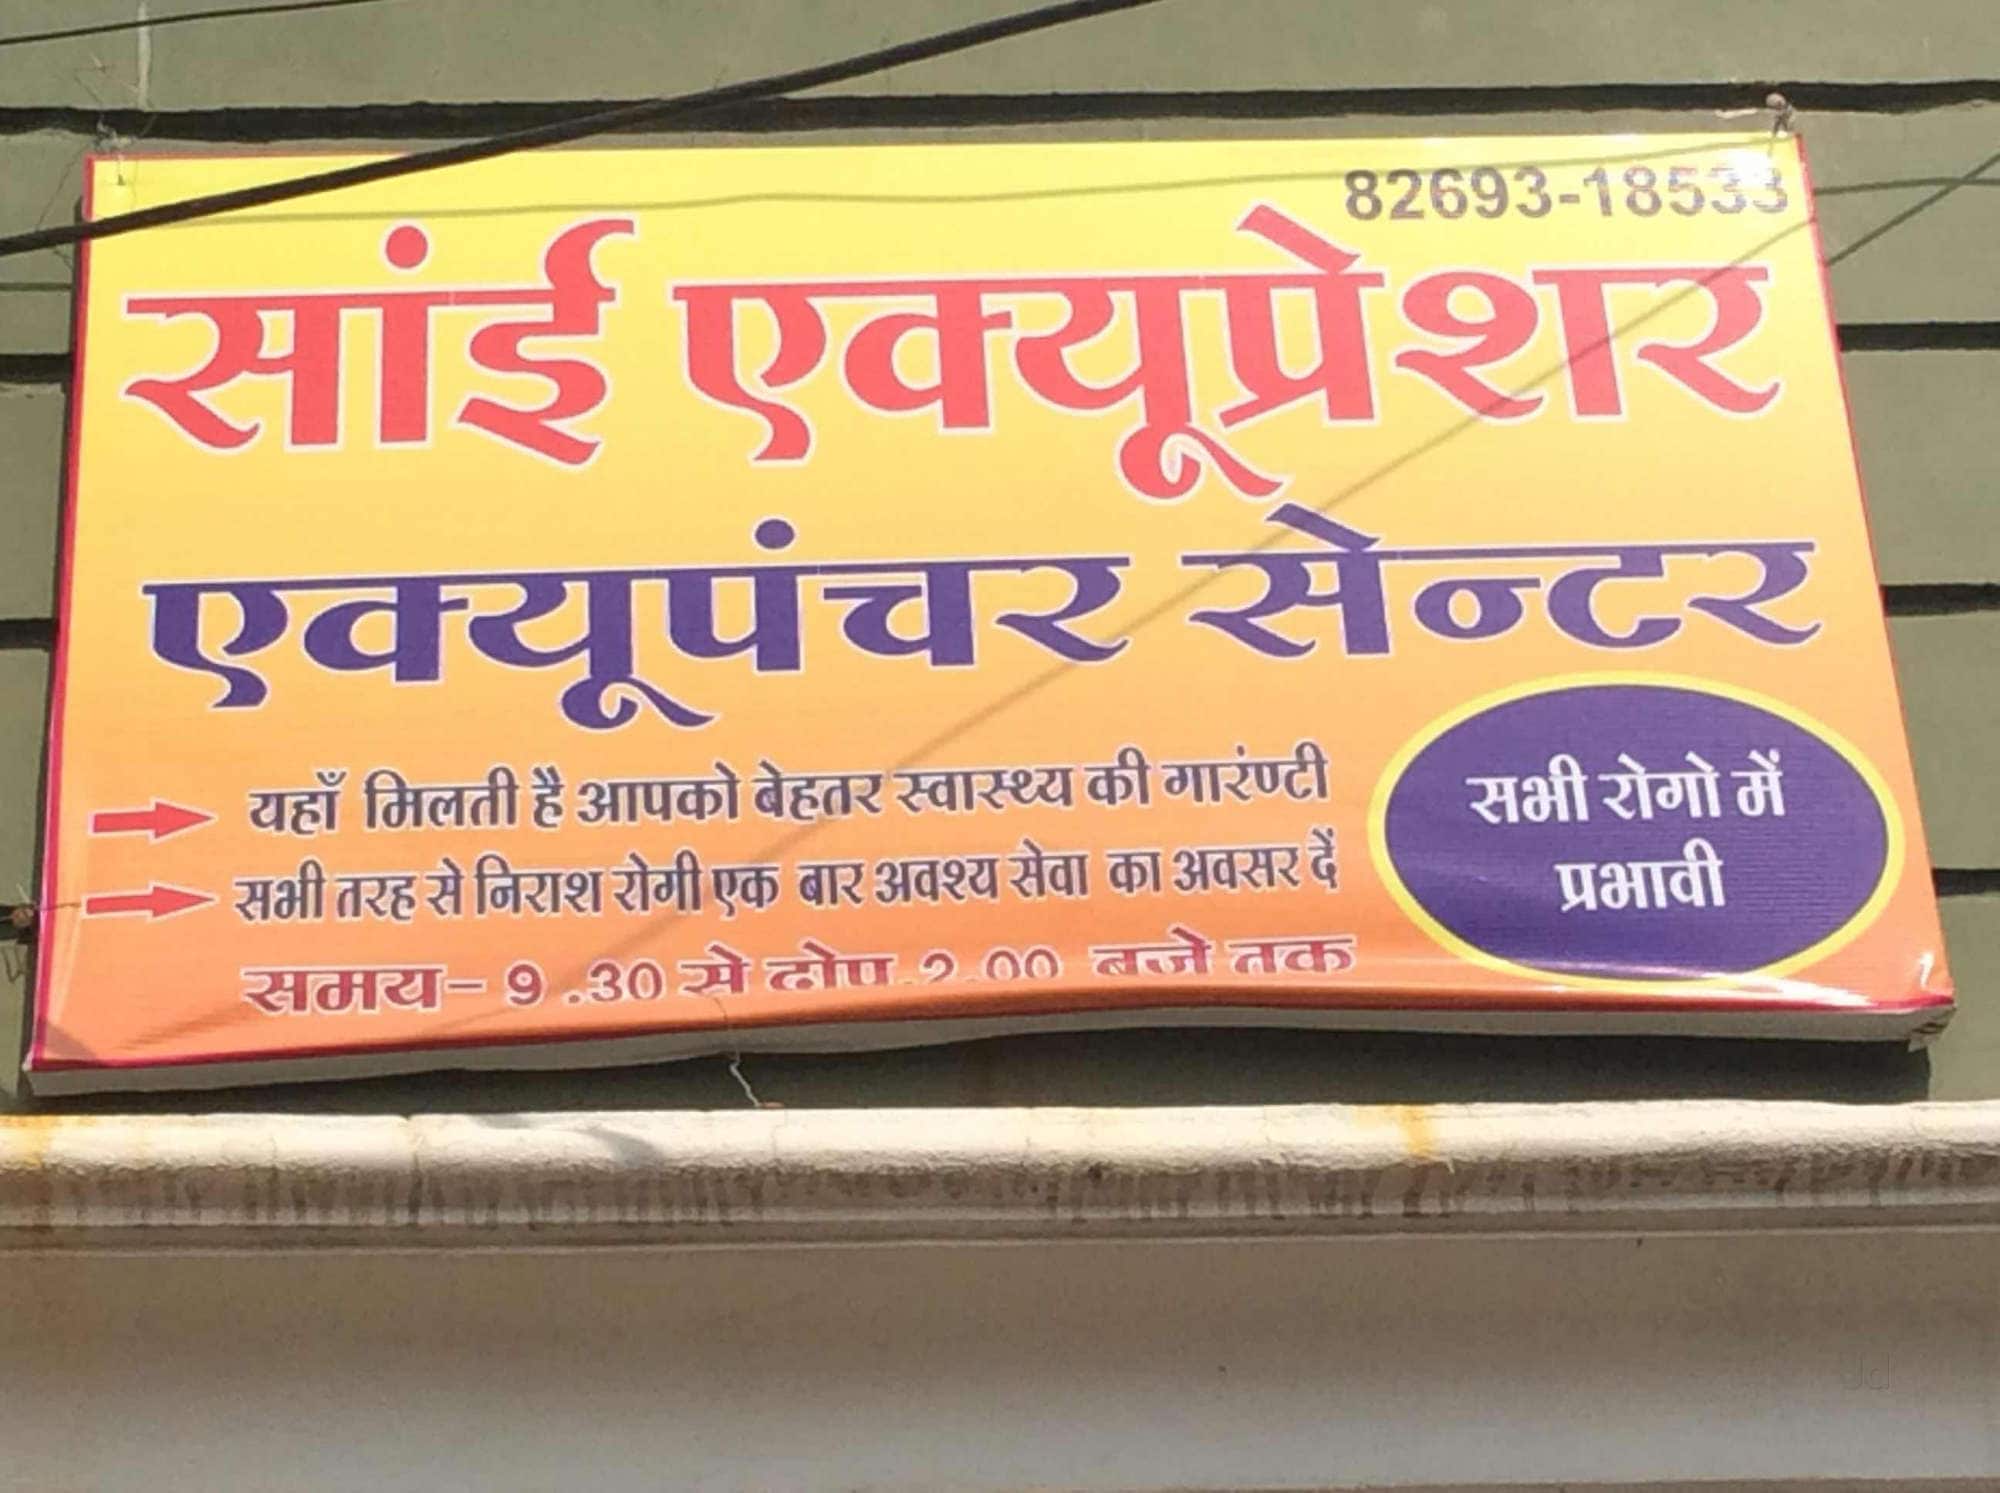 82693-18533
सांई एक्यूप्रेशर
एक्यूपंचर सेन्टर
यहाँ मिलती है आपको बेहतर स्वास्थ्य की गारंण्टी
सभी तरह से निराश रोगी एक बार अवश्य सेवा का अवसर दें
समय- 9.30 से दोप.2.00 बजे तक
सभी रोगो में
प्रभावी
Jd